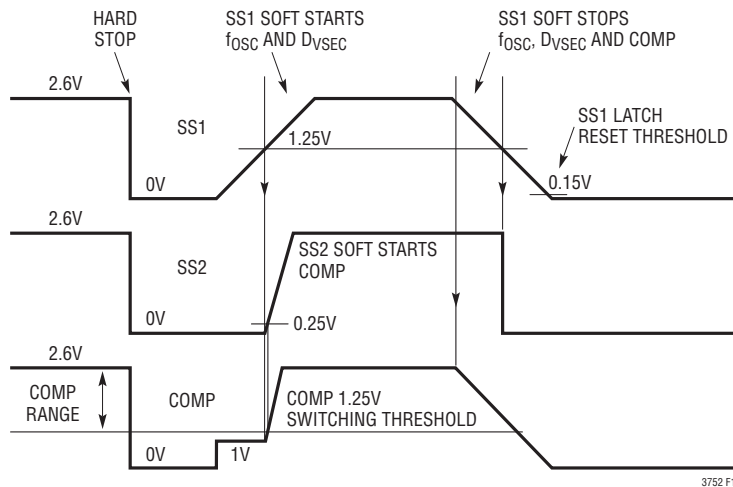 HARD
STOP
SS1 SOFT STARTS
fOSC AND DVSEC
SS1 SOFT STOPS
fOSC, DVSEC AND COMP
2.6V
SS1
1.25V
SS1 LATCH
RESET THRESHOLD
0V
0.15V
2.6V
SS2
SS2 SOFT STARTS
COMP
0V
0.25V
2.6V
COMP
RANGE
COMP
COMP 1.25V
SWITCHING THRESHOLD
0V
1V
3752 F1